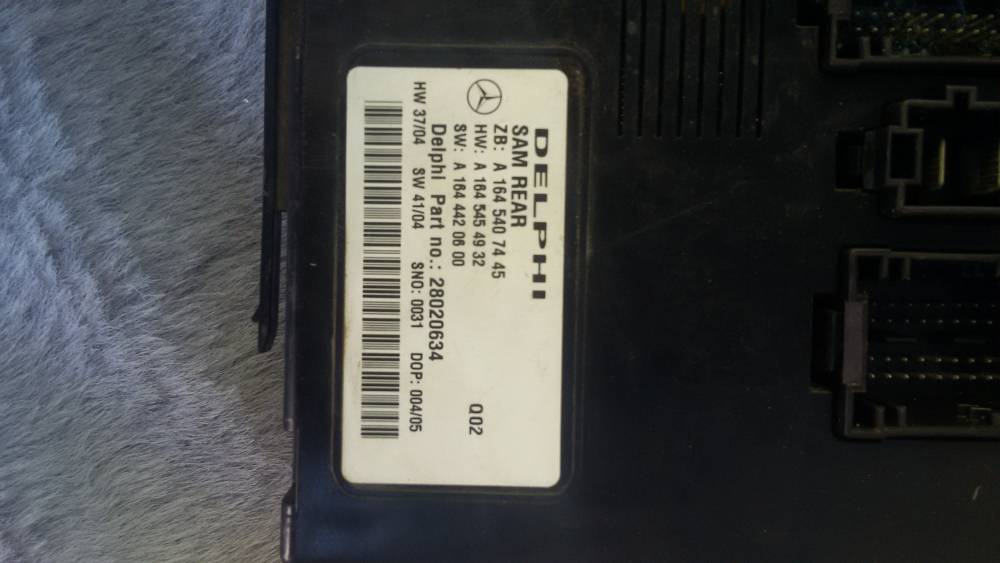 DELPHI
SAM REAR
ZB: A 164 540 74 45
HW: A 164 545 49 32
SW: A 164 442 06 00
Q02
Delphi Part no.: 28020634
HW 37/04 SW 41/04 SNO: 0031 DOP: 004/05